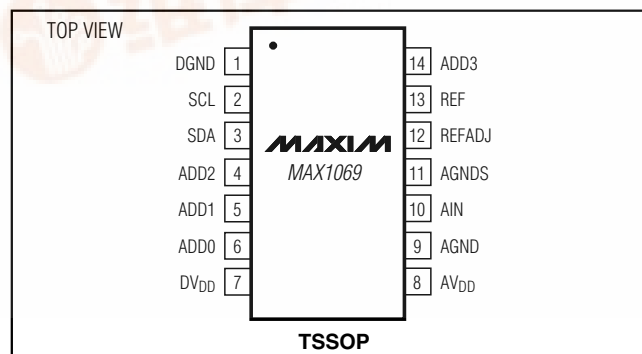 TOP VIEW
DGND 1
SCL 2
SDA 3
ADD2 4
ADD1 5
ADD0 6
DVDD 7
MAXIM
MAX1069
14 ADD3
13 REF
12 REFADJ
11 AGNDS
10 AIN
9 AGND
8 AVDD
TSSOP